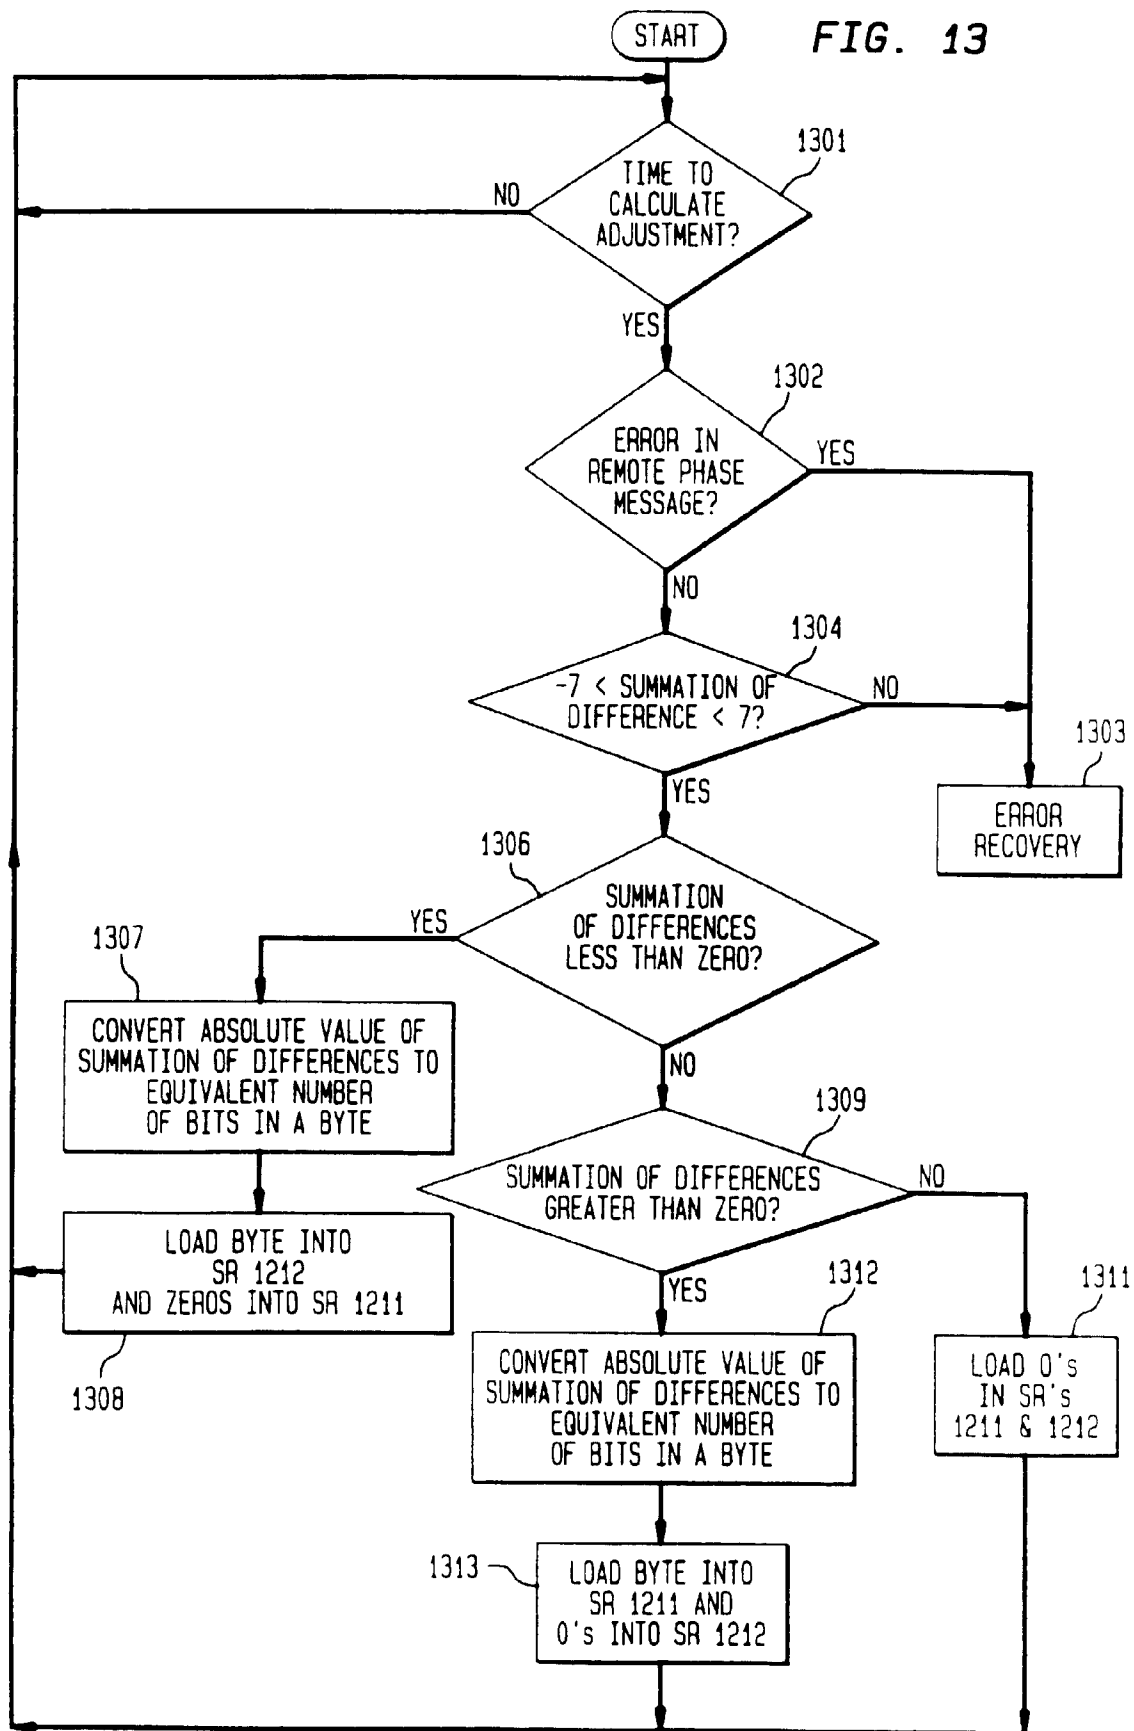 START
FIG. 13
1301
TIME TO
CALCULATE
ADJUSTMENT?
NO
YES
1302
ERROR IN
REMOTE PHASE
MESSAGE?
YES
NO
1304
-7 < SUMMATION OF
DIFFERENCE < 7?
NO
YES
1303
ERROR
RECOVERY
1306
SUMMATION
OF DIFFERENCES
LESS THAN ZERO?
YES
NO
1307
CONVERT ABSOLUTE VALUE OF
SUMMATION OF DIFFERENCES TO
EQUIVALENT NUMBER
OF BITS IN A BYTE
LOAD BYTE INTO
SR 1212
AND ZEROS INTO SR 1211
1308
1309
SUMMATION OF DIFFERENCES
GREATER THAN ZERO?
NO
YES
1312
CONVERT ABSOLUTE VALUE OF
SUMMATION OF DIFFERENCES TO
EQUIVALENT NUMBER
OF BITS IN A BYTE
1311
LOAD 0's
IN SR's
1211 & 1212
1313
LOAD BYTE INTO
SR 1211 AND
0's INTO SR 1212